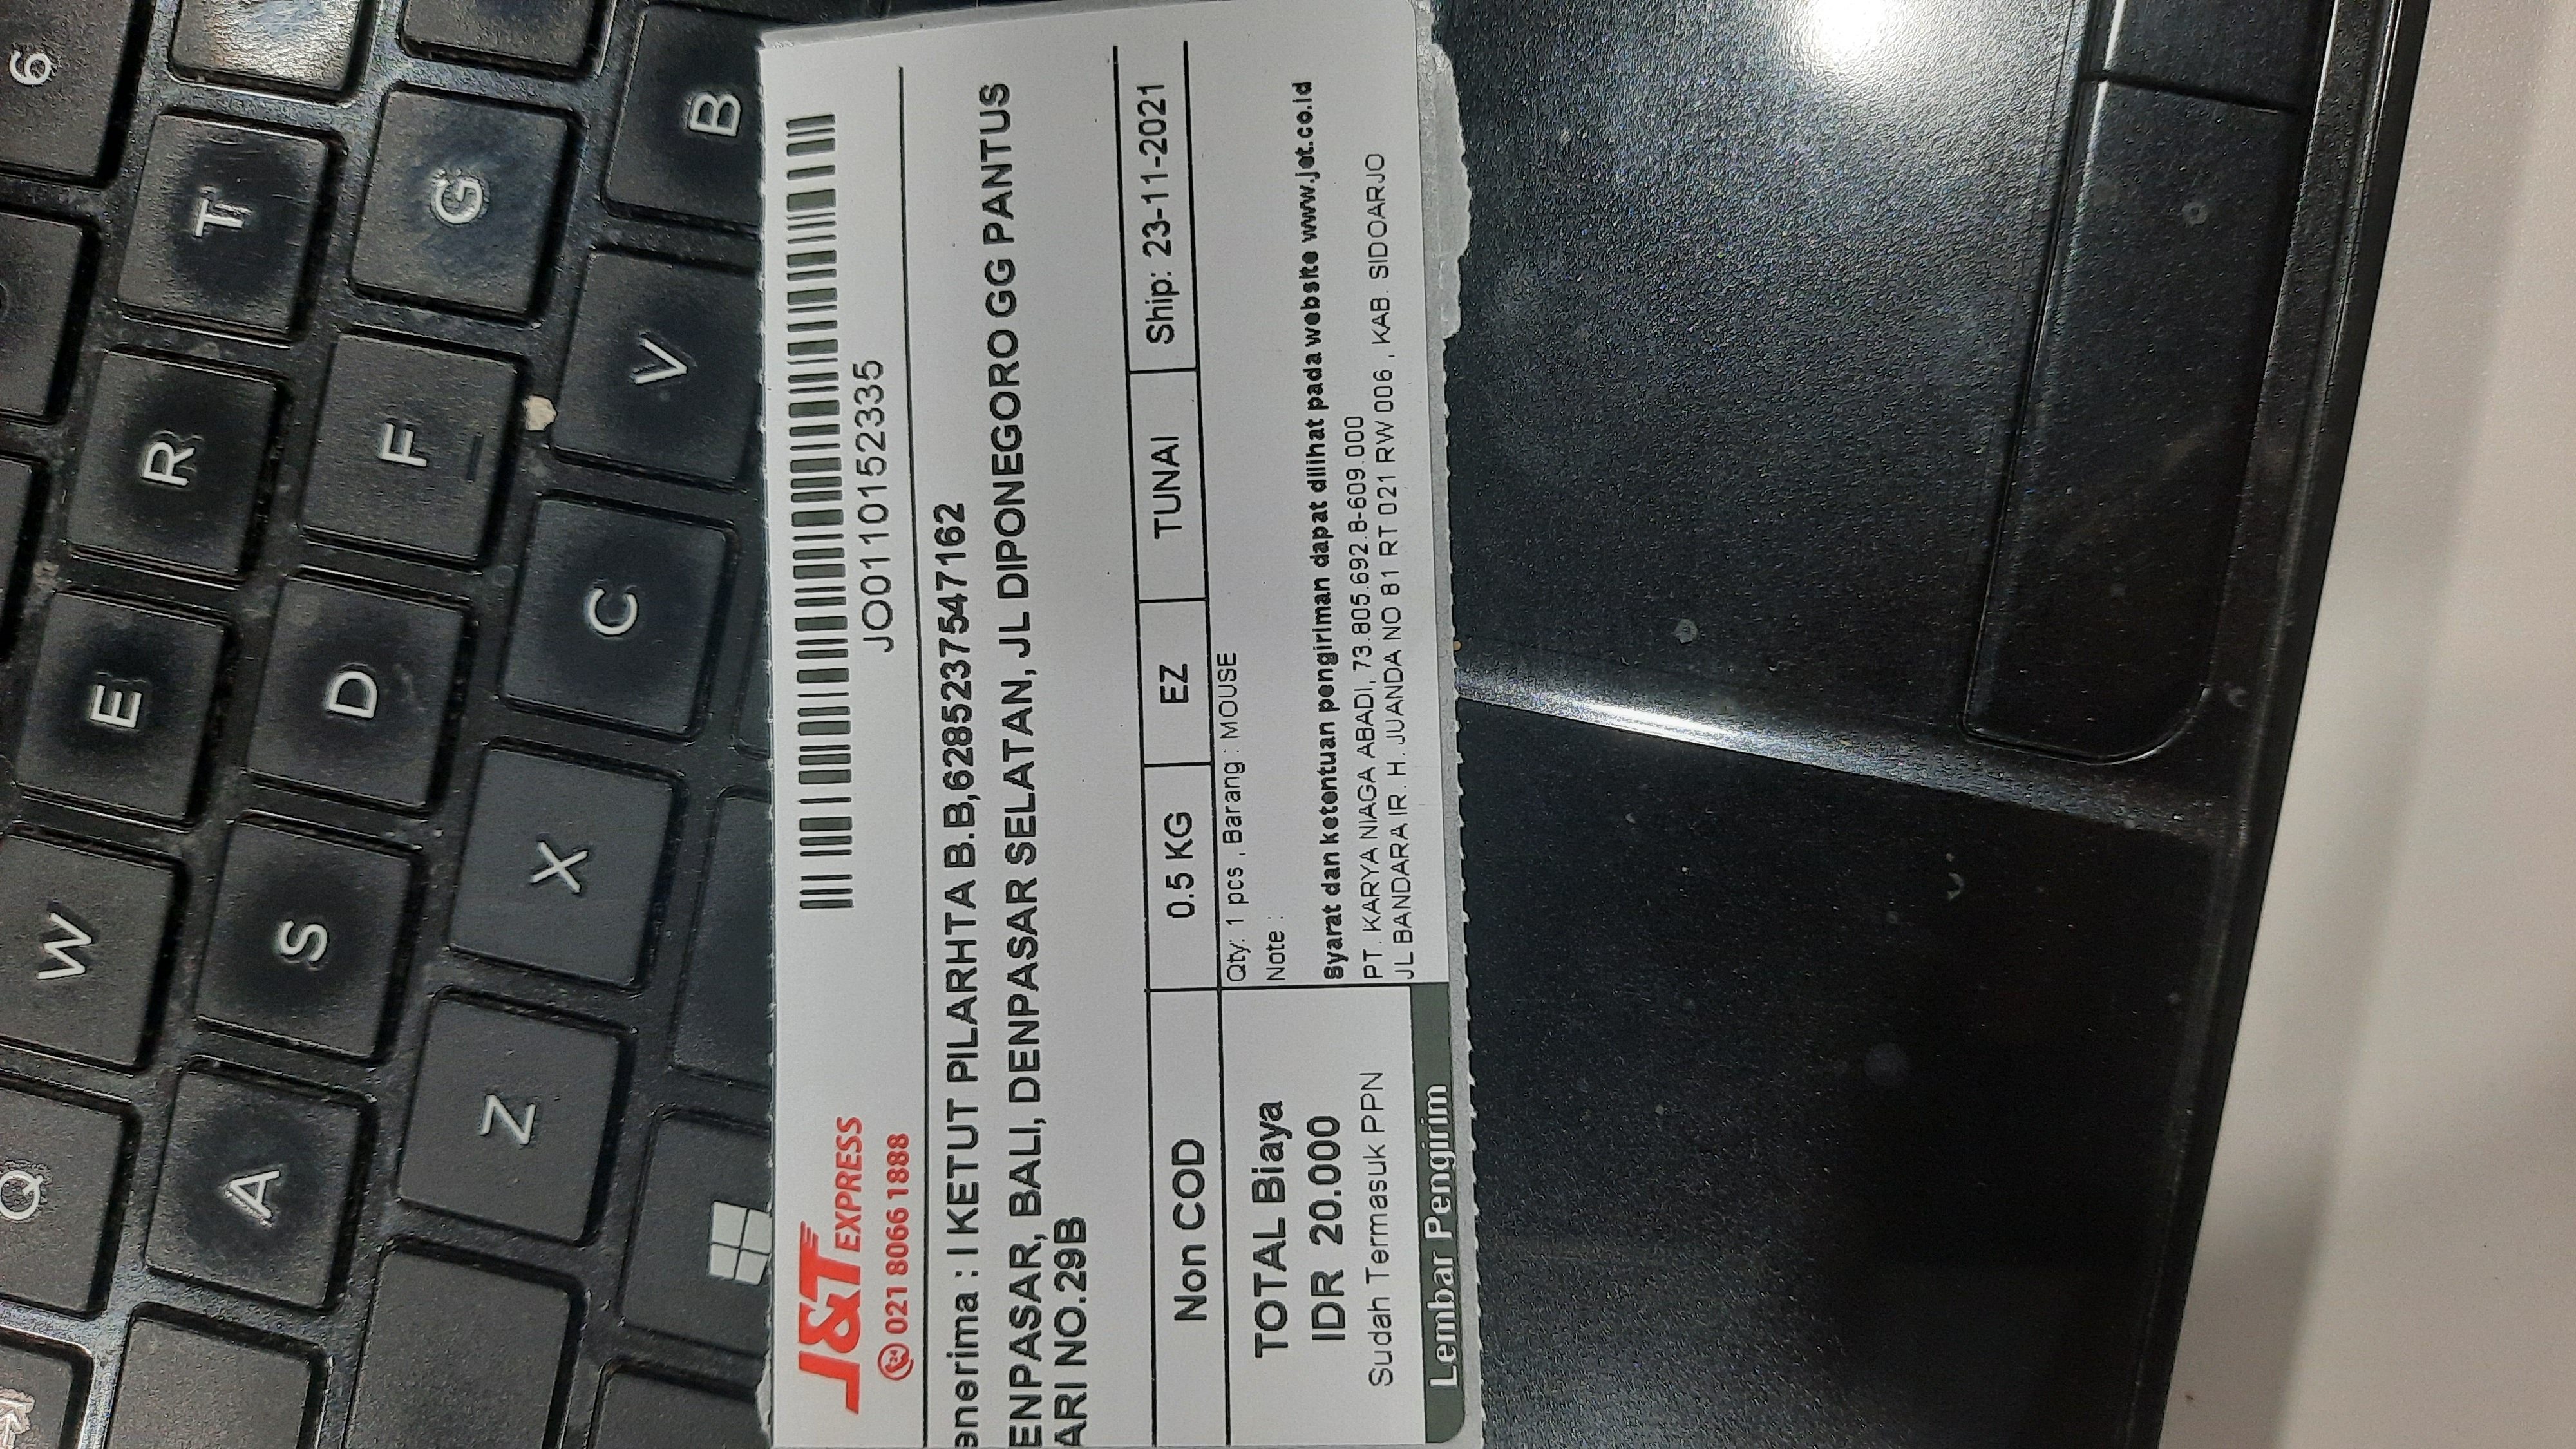 Q W E R 6
A S D F T
Z X C V G
B
J&T EXPRESS
24 021 8066 1888
JO0110152335
enerima : I KETUT PILARHTA B.B,6285237547162
ENPASAR, BALI, DENPASAR SELATAN, JL DIPONEGORO GG PANTUS
ARI NO.29B
Non COD 0.5 KG EZ TUNAI Ship: 23-11-2021
TOTAL Biaya
IDR 20.000
Sudah Termasuk PPN
Lembar Pengirim
Qty: 1 pcs , Barang : MOUSE
Note :
Syarat dan ketentuan pengiriman dapat dilihat pada website www.jet.co.id
PT. KARYA NIAGA ABADI, 73.805.692.8-609.000
JL BANDARA IR. H. JUANDA NO 81 RT 021 RW 006 , KAB. SIDOARJO